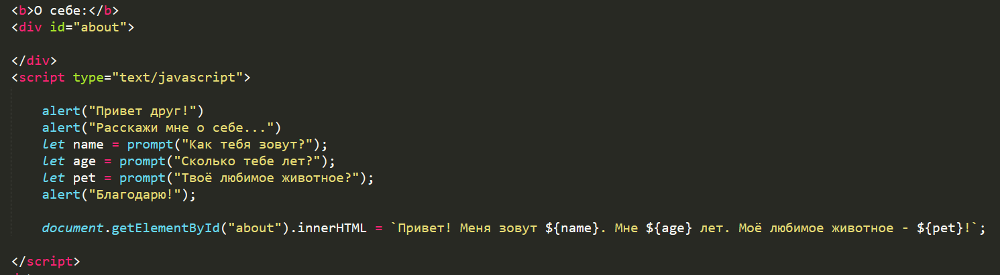 <b>О себе:</b>
<div id="about">
</div>
<script type="text/javascript">
alert("Привет друг!")
alert("Расскажи мне о себе...")
let name = prompt("Как тебя зовут?");
let age = prompt("Сколько тебе лет?");
let pet = prompt("Твоё любимое животное?");
alert("Благодарю!");
document.getElementById("about").innerHTML = `Привет! Меня зовут ${name}. Мне ${age} лет. Моё любимое животное - ${pet}!`;
</script>